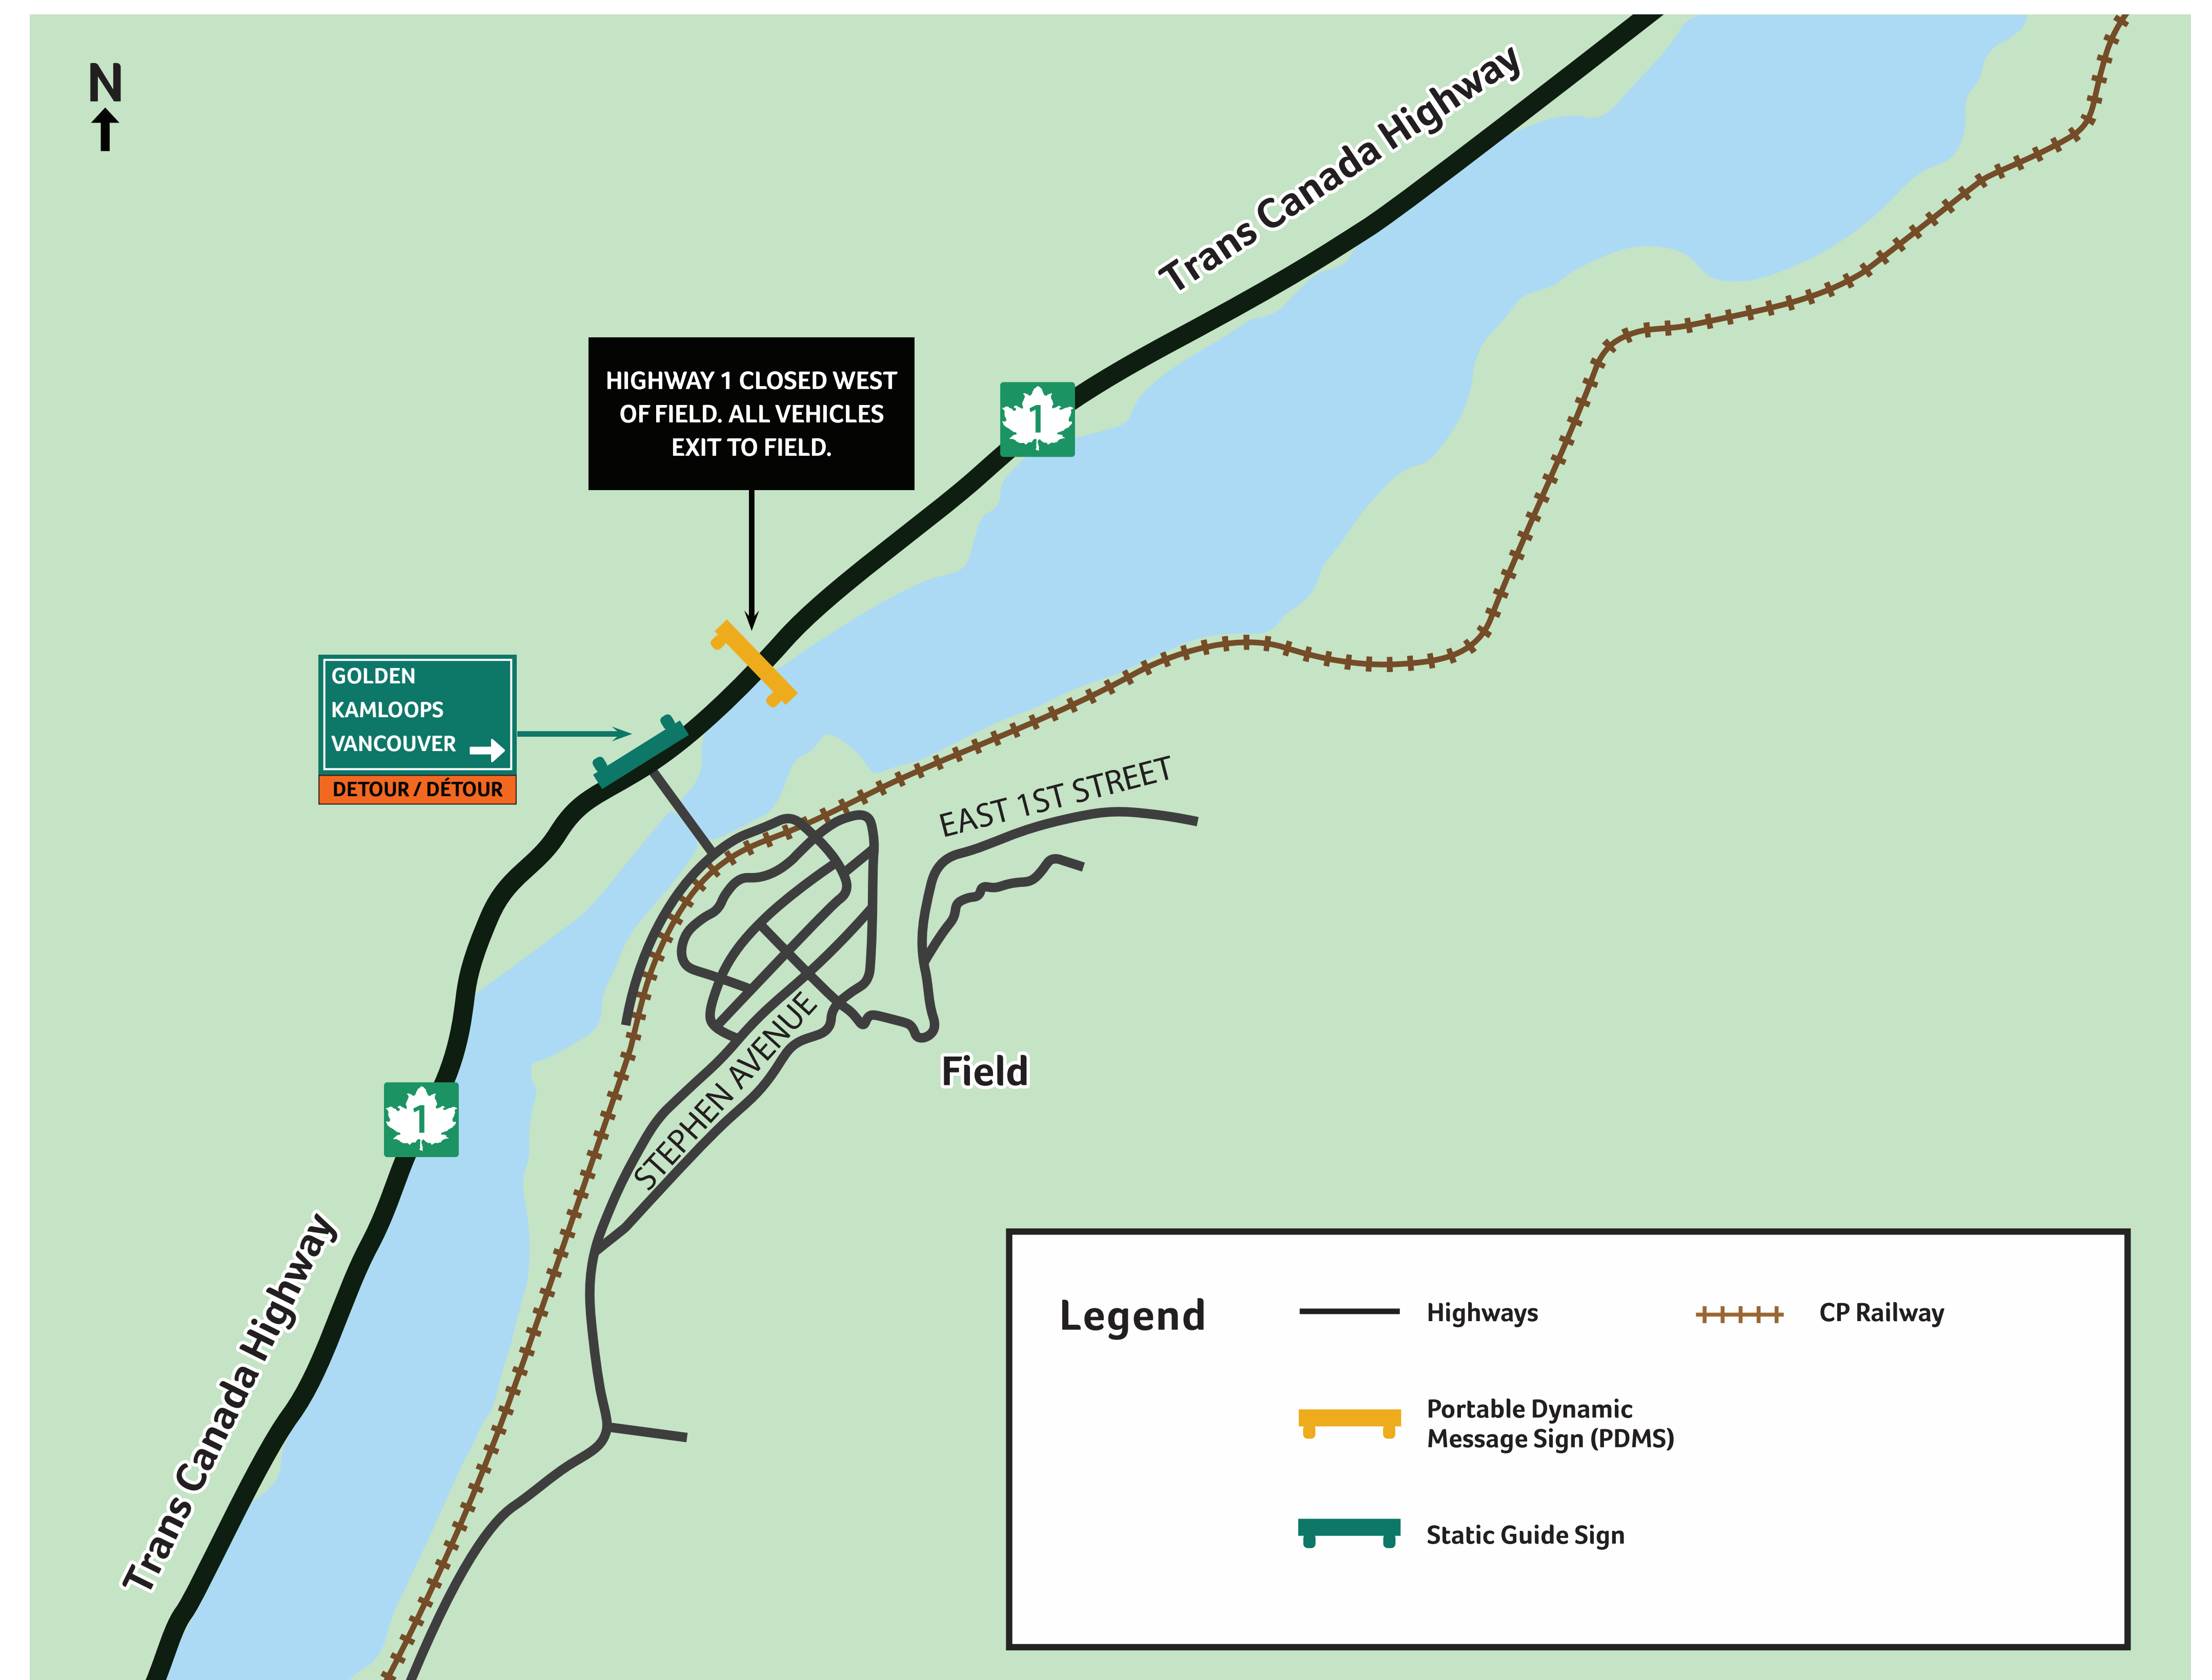 N
Trans Canada Highway
HIGHWAY 1 CLOSED WEST
OF FIELD. ALL VEHICLES
EXIT TO FIELD.
1
GOLDEN
KAMLOOPS
VANCOUVER
DETOUR / DÉTOUR
EAST 1ST STREET
STEPHEN AVENUE
Field
1
Trans Canada Highway
Legend
Highways
CP Railway
Portable Dynamic
Message Sign (PDMS)
Static Guide Sign